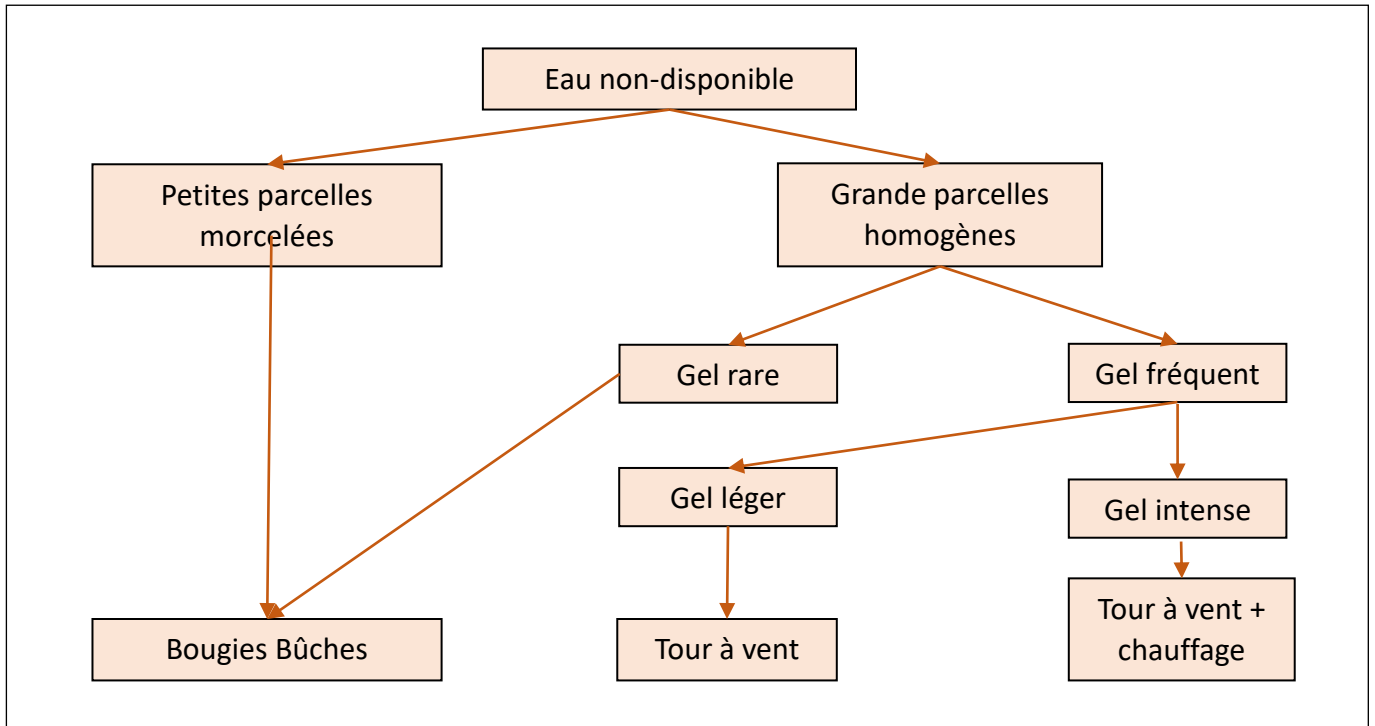 Eau non-disponible
Petites parcelles
morcelées
Grande parcelles
homogènes
Gel rare
Gel fréquent
Gel léger
Gel intense
Bougies Bûches
Tour à vent
Tour à vent +
chauffage